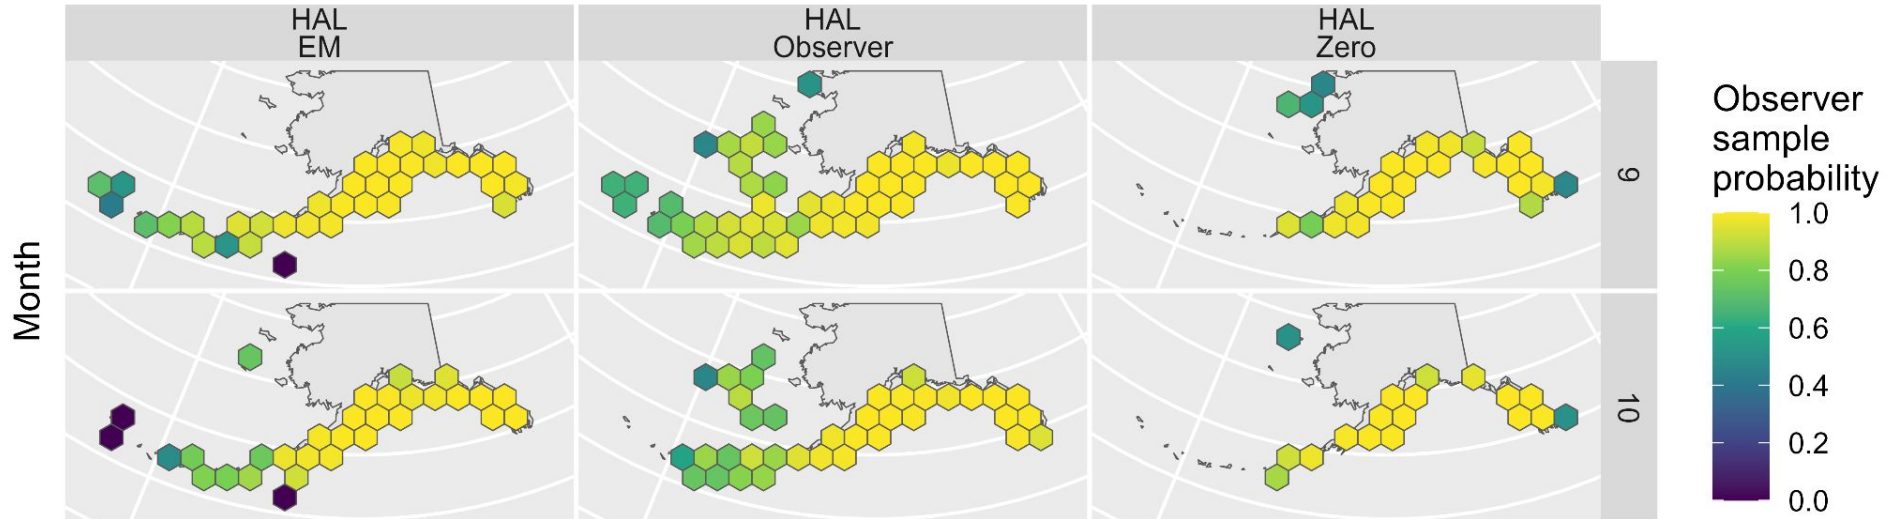 HAL
EM
HAL
Observer
HAL
Zero
Month
9
10
Observer
sample
probability
1.0
0.8
0.6
0.4
0.2
0.0